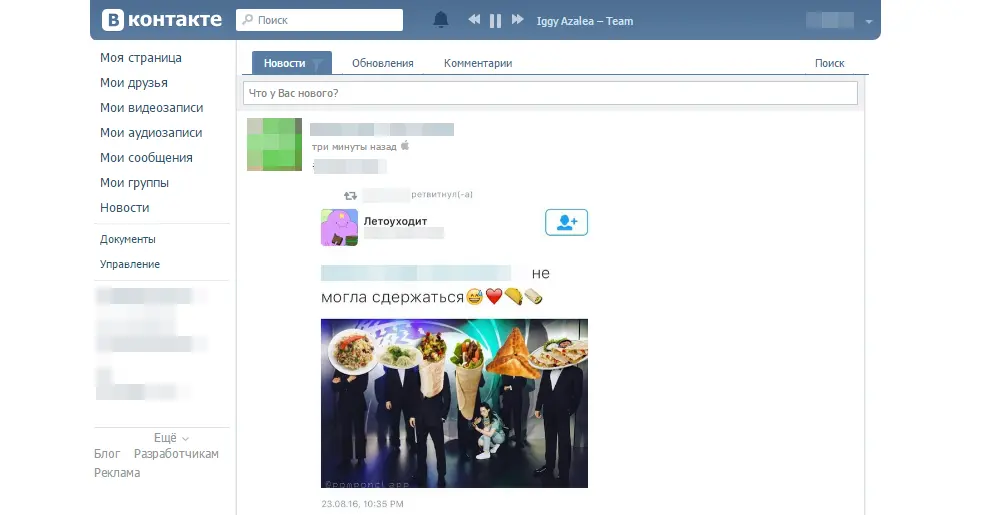 В контакте
Поиск
Iggy Azalea – Team
Моя страница
Мои друзья
Мои видеозаписи
Мои аудиозаписи
Мои сообщения
Мои группы
Новости
Документы
Управление
Ещё
Блог Разработчикам
Реклама
Новости Обновления Комментарии Поиск
Что у Вас нового?
три минуты назад
ретвитнул(-а)
Летоуходит
не
могла сдержаться😅❤️🌮🌯
23.08.16, 10:35 PM